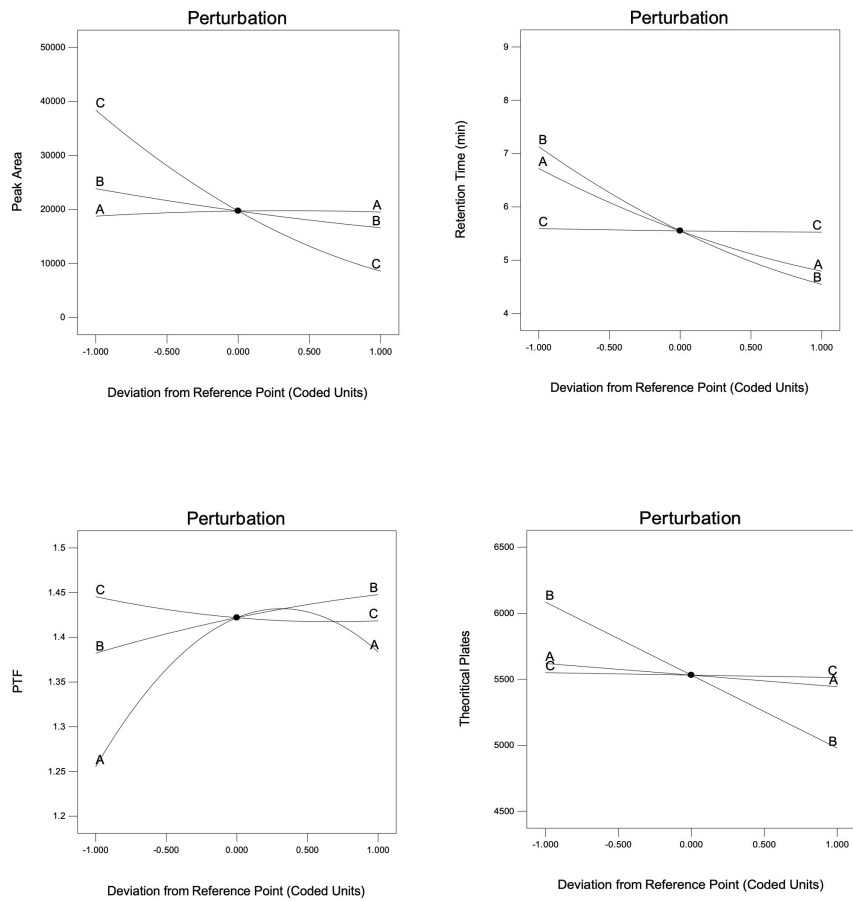 Perturbation
50000
40000
30000
20000
10000
0
Peak Area
C
B
A
A
B
C
-1.000 -0.500 0.000 0.500 1.000
Deviation from Reference Point (Coded Units)
Perturbation
9
8
7
6
5
4
Retention Time (min)
B
A
C
C
A
B
-1.000 -0.500 0.000 0.500 1.000
Deviation from Reference Point (Coded Units)
Perturbation
1.5
1.45
1.4
1.35
1.3
1.25
1.2
PTF
C
B
A
B
C
A
-1.000 -0.500 0.000 0.500 1.000
Deviation from Reference Point (Coded Units)
Perturbation
6500
6000
5500
5000
4500
Theoritical Plates
B
A
C
C
A
B
-1.000 -0.500 0.000 0.500 1.000
Deviation from Reference Point (Coded Units)